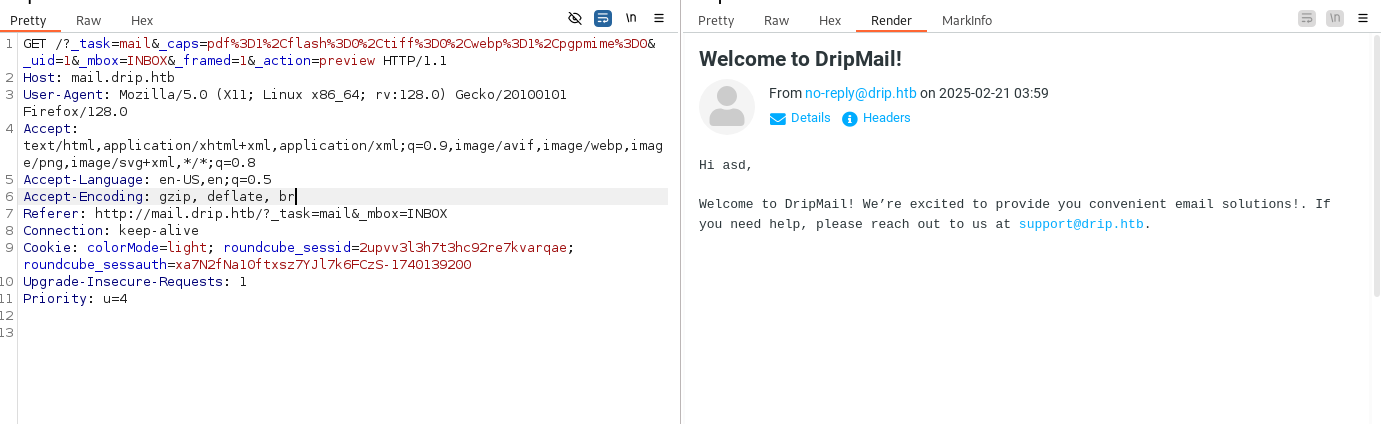 Pretty Raw Hex \n
1 GET /?_task=mail&_caps=pdf%3D1%2Cflash%3D0%2Ctiff%3D0%2Cwebp%3D1%2Cpgpmime%3D0&
_uid=1&_mbox=INBOX&_framed=1&_action=preview HTTP/1.1
2 Host: mail.drip.htb
3 User-Agent: Mozilla/5.0 (X11; Linux x86_64; rv:128.0) Gecko/20100101
Firefox/128.0
4 Accept:
text/html,application/xhtml+xml,application/xml;q=0.9,image/avif,image/webp,imag
e/png,image/svg+xml,*/*;q=0.8
5 Accept-Language: en-US,en;q=0.5
6 Accept-Encoding: gzip, deflate, br
7 Referer: http://mail.drip.htb/?_task=mail&_mbox=INBOX
8 Connection: keep-alive
9 Cookie: colorMode=light; roundcube_sessid=2upvv3l3h7t3hc92re7kvarqae;
roundcube_sessauth=xa7N2fNa10ftxsz7YJl7k6FCzS-1740139200
10 Upgrade-Insecure-Requests: 1
11 Priority: u=4
12
13
Pretty Raw Hex Render MarkInfo \n
Welcome to DripMail!
From no-reply@drip.htb on 2025-02-21 03:59
Details Headers
Hi asd,
Welcome to DripMail! We’re excited to provide you convenient email solutions!. If
you need help, please reach out to us at support@drip.htb.